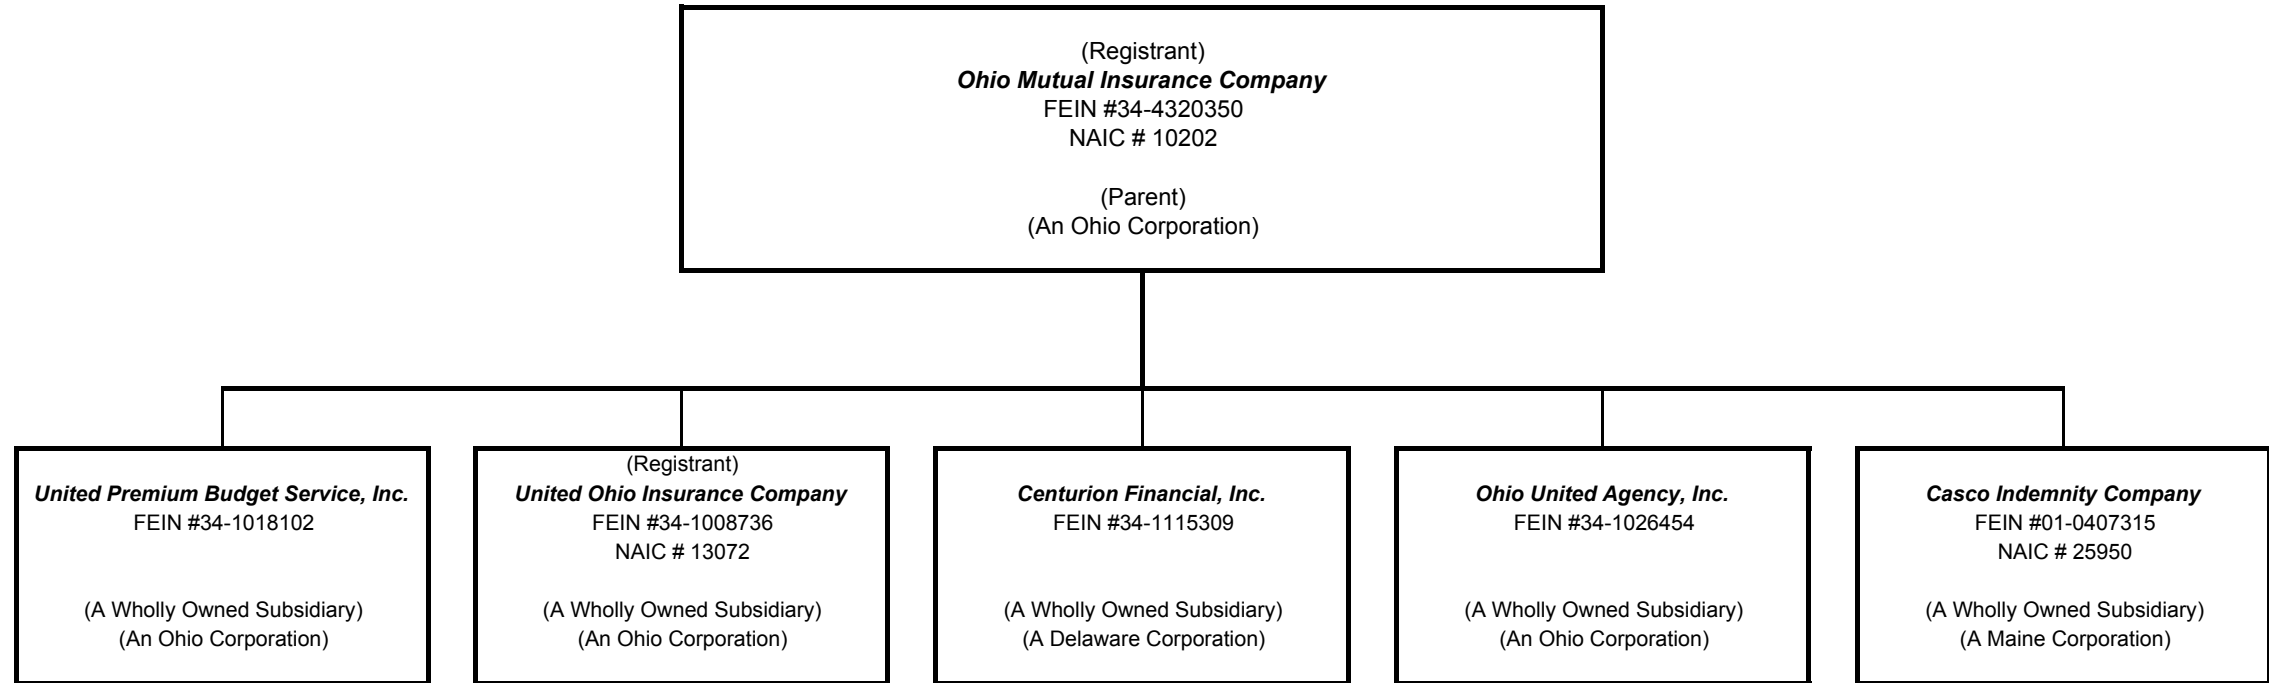 (Registrant)
Ohio Mutual Insurance Company
FEIN #34-4320350
NAIC # 10202
(Parent)
(An Ohio Corporation)
United Premium Budget Service, Inc.
FEIN #34-1018102
(A Wholly Owned Subsidiary)
(An Ohio Corporation)
(Registrant)
United Ohio Insurance Company
FEIN #34-1008736
NAIC # 13072
(A Wholly Owned Subsidiary)
(An Ohio Corporation)
Centurion Financial, Inc.
FEIN #34-1115309
(A Wholly Owned Subsidiary)
(A Delaware Corporation)
Ohio United Agency, Inc.
FEIN #34-1026454
(A Wholly Owned Subsidiary)
(An Ohio Corporation)
Casco Indemnity Company
FEIN #01-0407315
NAIC # 25950
(A Wholly Owned Subsidiary)
(A Maine Corporation)